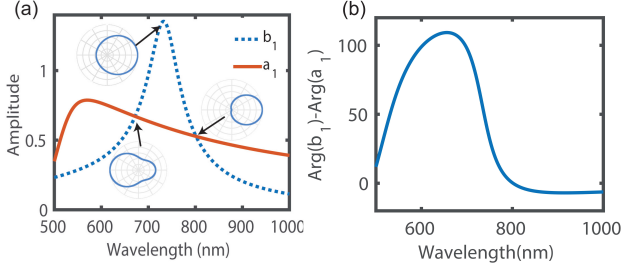 (a)
b1
a1
1
0.5
0
Amplitude
500 600 700 800 900 1000
Wavelength (nm)
(b)
100
50
0
Arg(b1)-Arg(a1)
600 800 1000
Wavelength(nm)